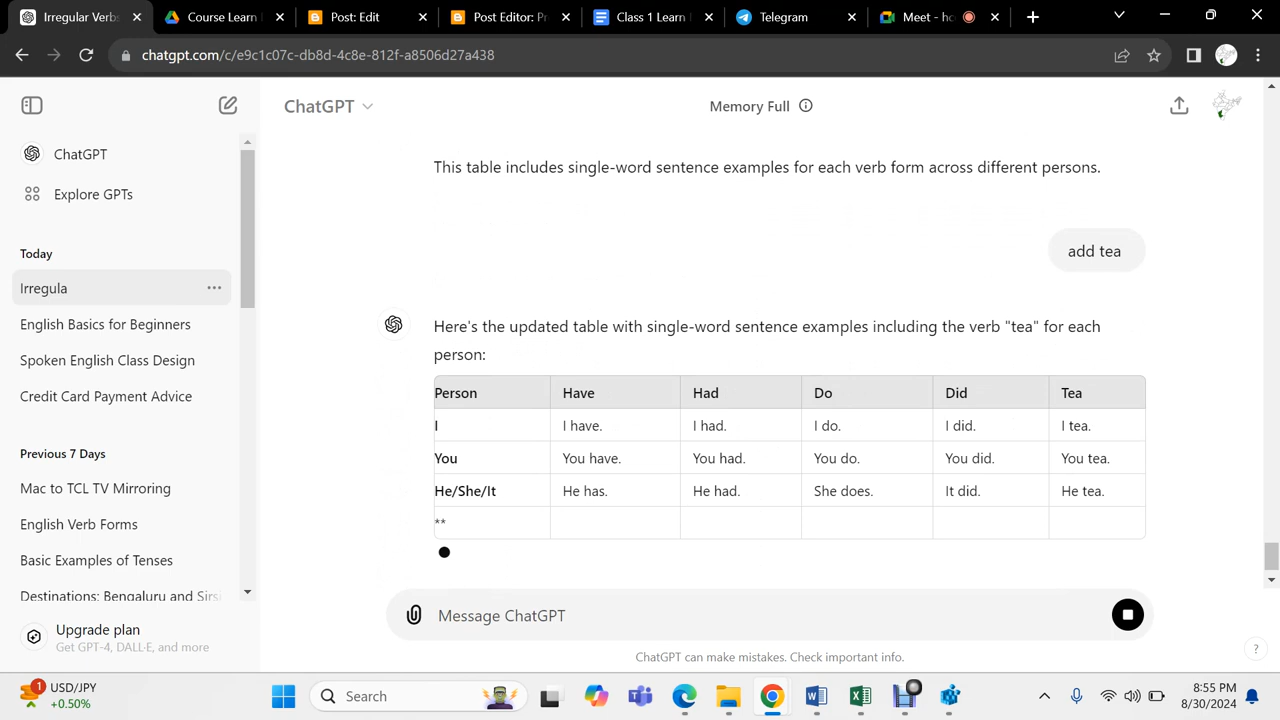 Irregular Verbs
Course Learn
Post: Edit
Post Editor: P
Class 1 Learn
Telegram
Meet - ho
chatgpt.com/c/e9c1c07c-db8d-4c8e-812f-a8506d27a438
ChatGPT
Memory Full
ChatGPT
Explore GPTs
Today
Irregula
English Basics for Beginners
Spoken English Class Design
Credit Card Payment Advice
Previous 7 Days
Mac to TCL TV Mirroring
English Verb Forms
Basic Examples of Tenses
Destinations: Bengaluru and Sirsi
Upgrade plan
Get GPT-4, DALL·E, and more
This table includes single-word sentence examples for each verb form across different persons.
add tea
Here's the updated table with single-word sentence examples including the verb "tea" for each
person:
Person Have Had Do Did Tea
I I have. I had. I do. I did. I tea.
You You have. You had. You do. You did. You tea.
He/She/It He has. He had. She does. It did. He tea.
**
Message ChatGPT
ChatGPT can make mistakes. Check important info.
?
1
USD/JPY
+0.50%
Search
8:55 PM
8/30/2024